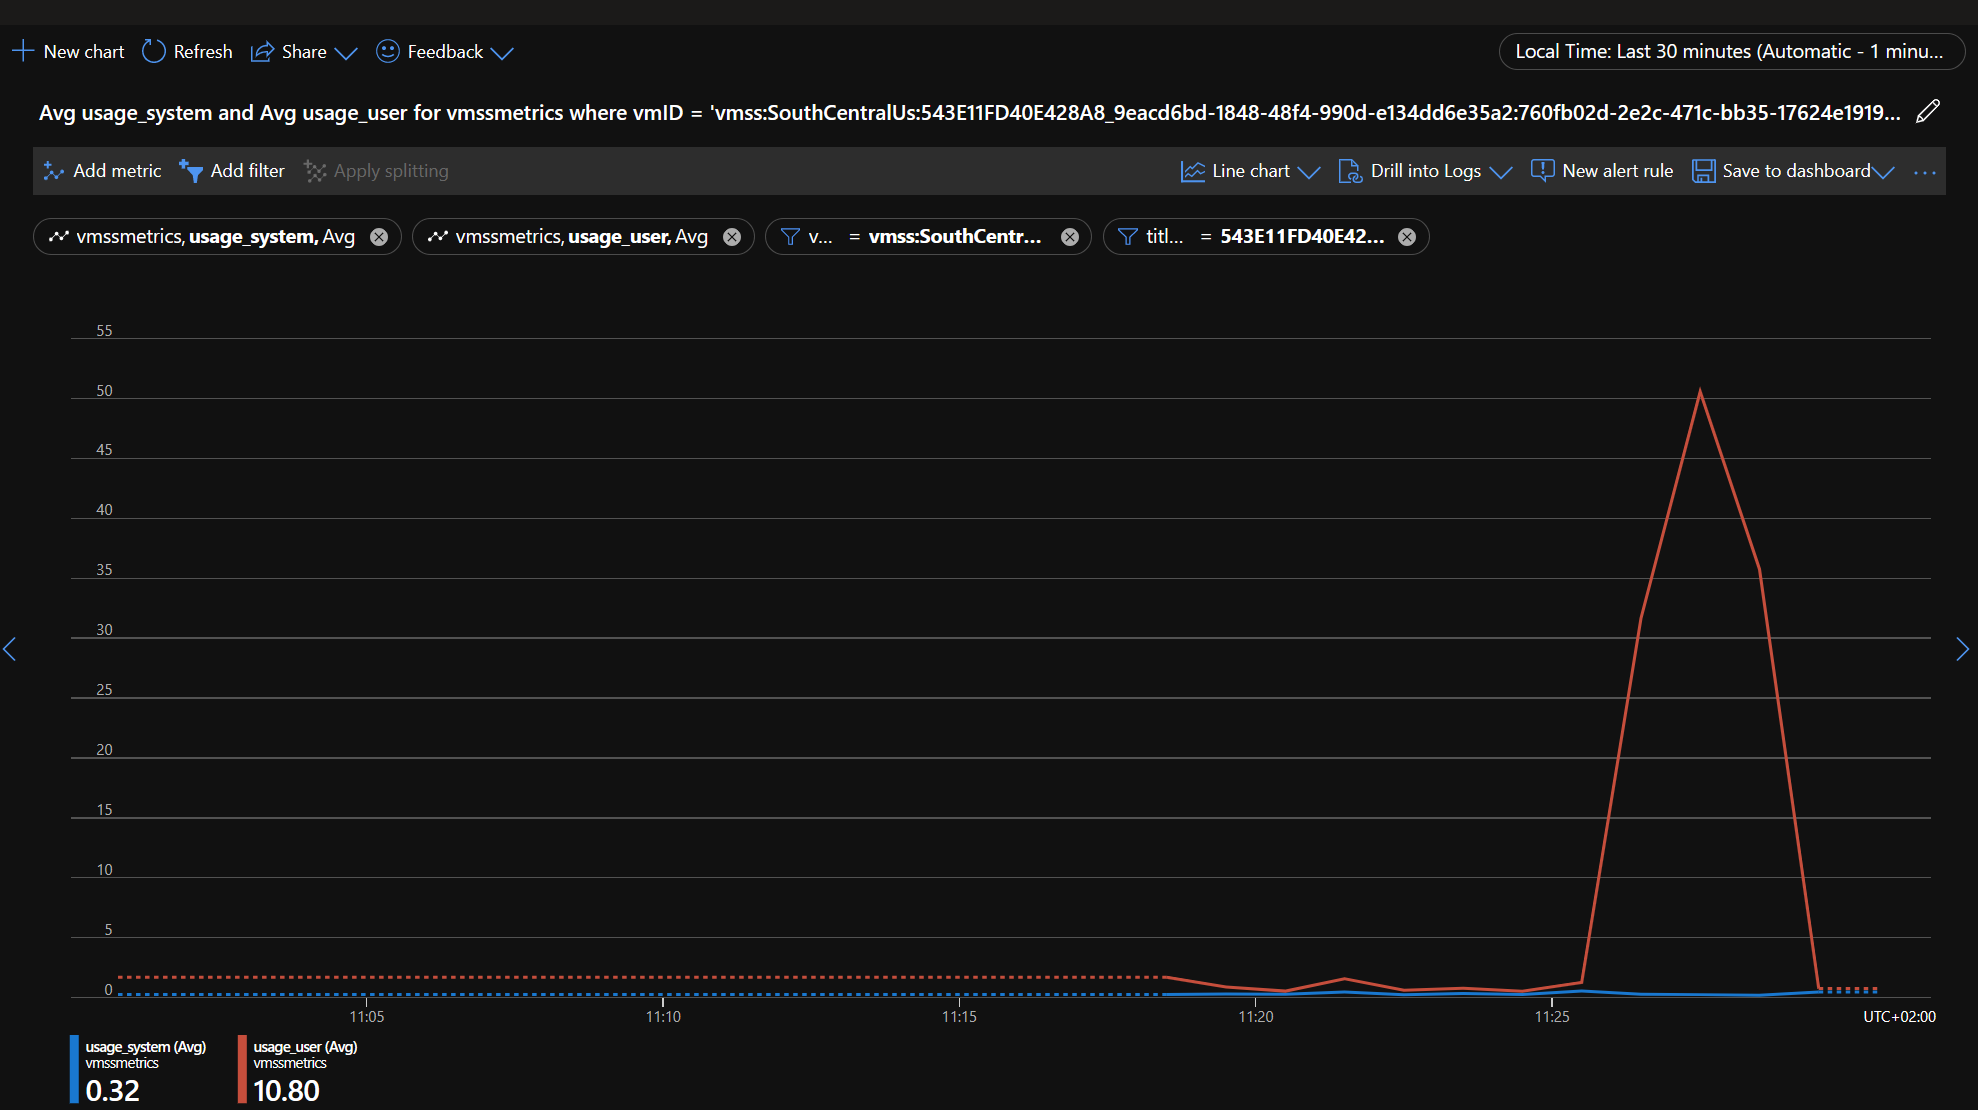 New chart Refresh Share Feedback Local Time: Last 30 minutes (Automatic - 1 minu...
Avg usage_system and Avg usage_user for vmssmetrics where vmID = 'vmss:SouthCentralUs:543E11FD40E428A8_9eacd6bd-1848-48f4-990d-e134dd6e35a2:760fb02d-2e2c-471c-bb35-17624e1919...
Add metric Add filter Apply splitting Line chart Drill into Logs New alert rule Save to dashboard ...
vmssmetrics, usage_system, Avg vmssmetrics, usage_user, Avg v... = vmss:SouthCentr... titl... = 543E11FD40E42...
55
50
45
40
35
30
25
20
15
10
5
0
11:05 11:10 11:15 11:20 11:25 UTC+02:00
usage_system (Avg) usage_user (Avg)
vmssmetrics vmssmetrics
0.32 10.80